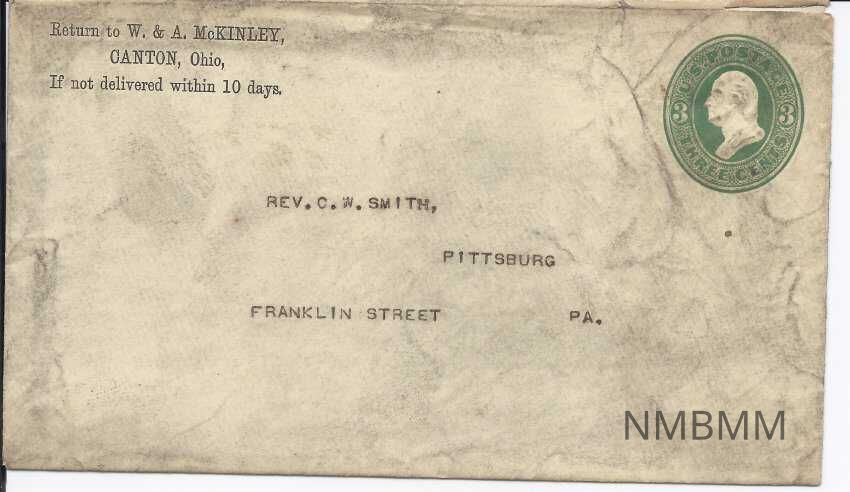 Return to W. & A. McKINLEY,
CANTON, Ohio,
If not delivered within 10 days.
U.S. POSTAGE
3 3
THREE CENTS
REV. C. W. SMITH,
PITTSBURG
FRANKLIN STREET PA.
NMBMM